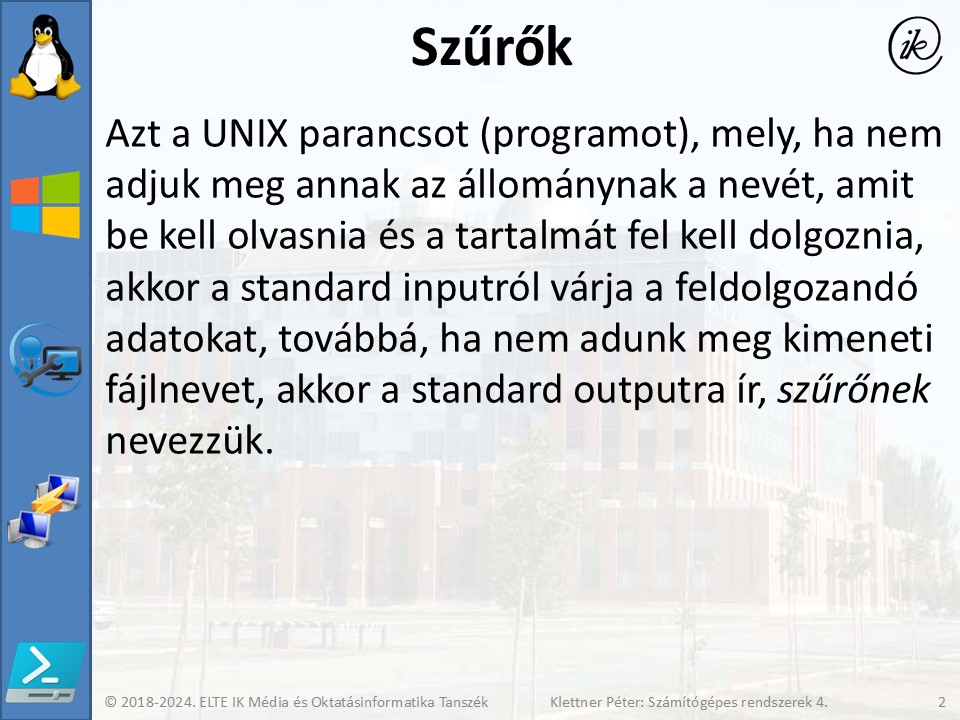 Szűrők
ik
Azt a UNIX parancsot (programot), mely, ha nem
adjuk meg annak az állománynak a nevét, amit
be kell olvasnia és a tartalmát fel kell dolgoznia,
akkor a standard inputról várja a feldolgozandó
adatokat, továbbá, ha nem adunk meg kimeneti
fájlnevet, akkor a standard outputra ír, szűrőnek
nevezzük.
© 2018-2024. ELTE IK Média és Oktatásinformatika Tanszék
Klettner Péter: Számítógépes rendszerek 4.
2